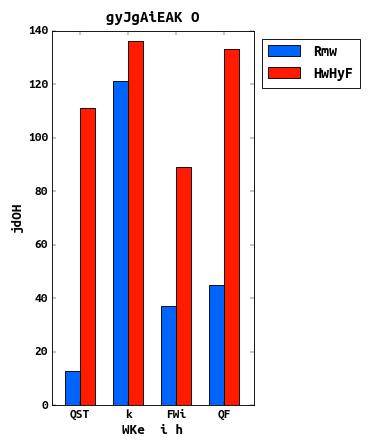 gyJgAiEAK O
140
120
100
80
60
40
20
0
jdOH
QST k FWi QF
WKe  i h
Rmw
HwHyF